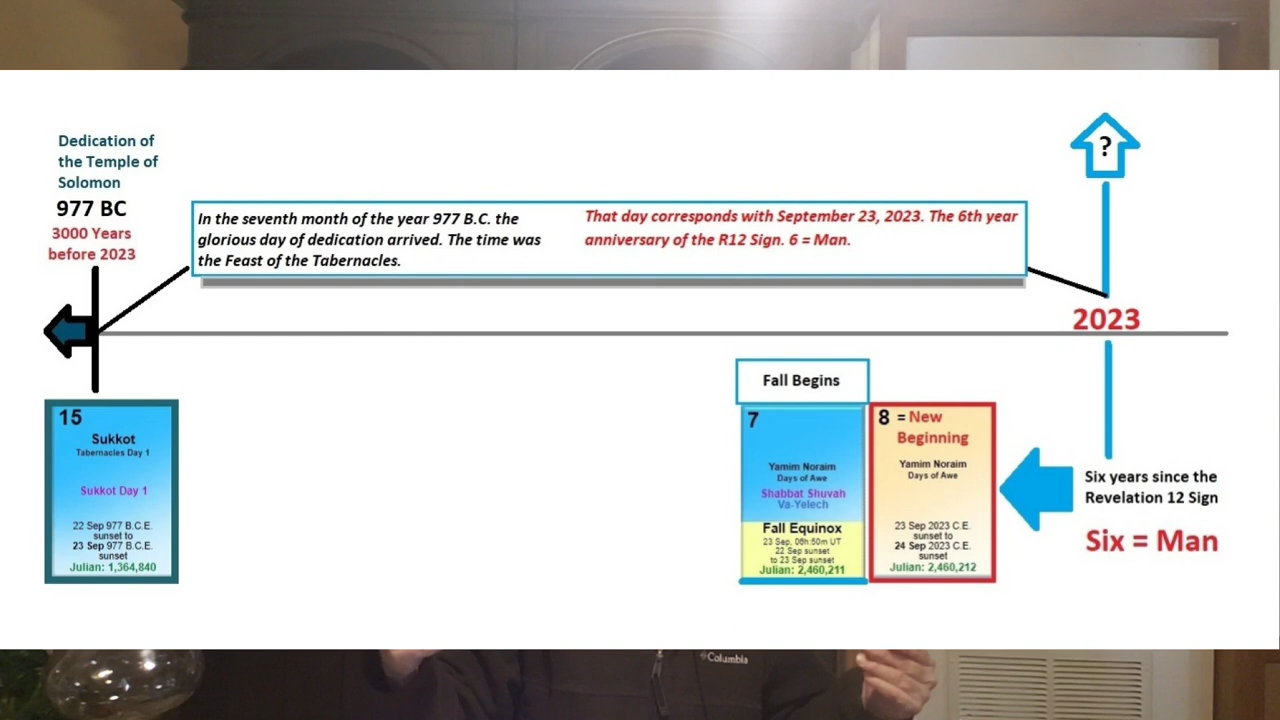 Dedication of
the Temple of
Solomon
977 BC
3000 Years
before 2023
In the seventh month of the year 977 B.C. the
glorious day of dedication arrived. The time was
the Feast of the Tabernacles.
That day corresponds with September 23, 2023. The 6th year
anniversary of the R12 Sign. 6 = Man.
?
2023
15
Sukkot
Tabernacles Day 1
Sukkot Day 1
22 Sep 977 B.C.E.
sunset to
23 Sep 977 B.C.E.
sunset
Julian: 1,364,840
Fall Begins
7
Yamim Noraim
Days of Awe
Shabbat Shuvah
Va-Yelech
Fall Equinox
23 Sep, 06h:50m UT
22 Sep sunset
to 23 Sep sunset
Julian: 2,460,211
8 = New
Beginning
Yamim Noraim
Days of Awe
23 Sep 2023 C.E.
sunset to
24 Sep 2023 C.E.
sunset
Julian: 2,460,212
Six years since the
Revelation 12 Sign
Six = Man
Columbia